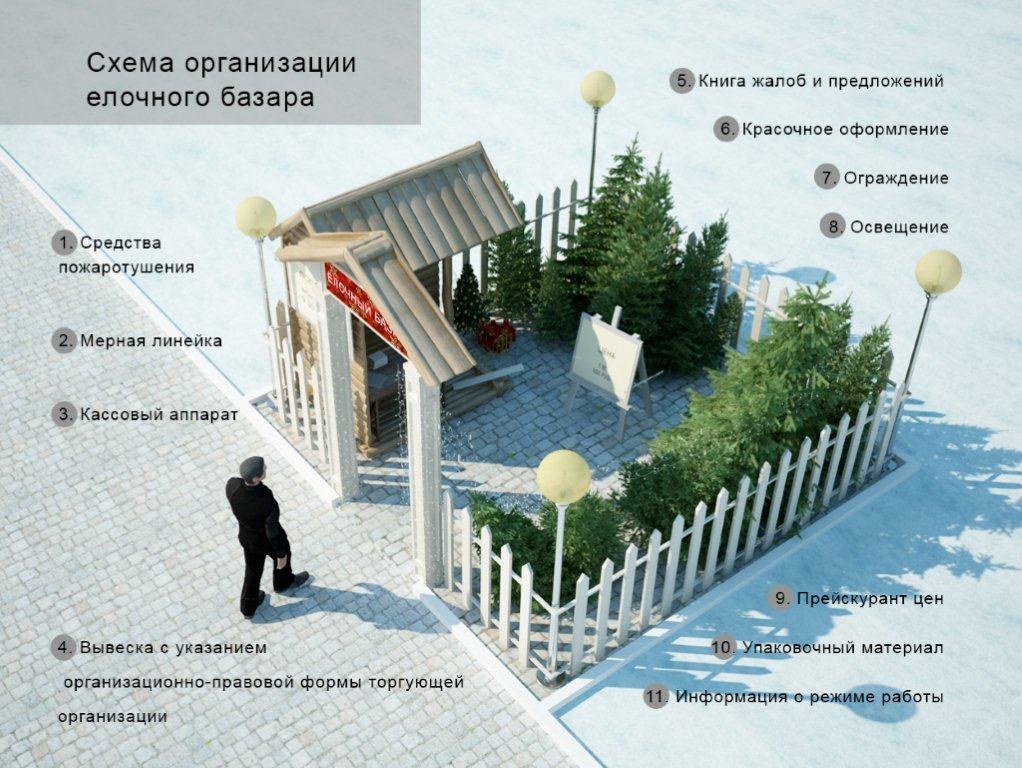 Схема организации
елочного базара
1. Средства
пожаротушения
2. Мерная линейка
3. Кассовый аппарат
4. Вывеска с указанием
организационно-правовой формы торгующей
организации
5. Книга жалоб и предложений
6. Красочное оформление
7. Ограждение
8. Освещение
9. Прейскурант цен
10. Упаковочный материал
11. Информация о режиме работы
ЕЛОЧНЫЙ
ЦЕНА